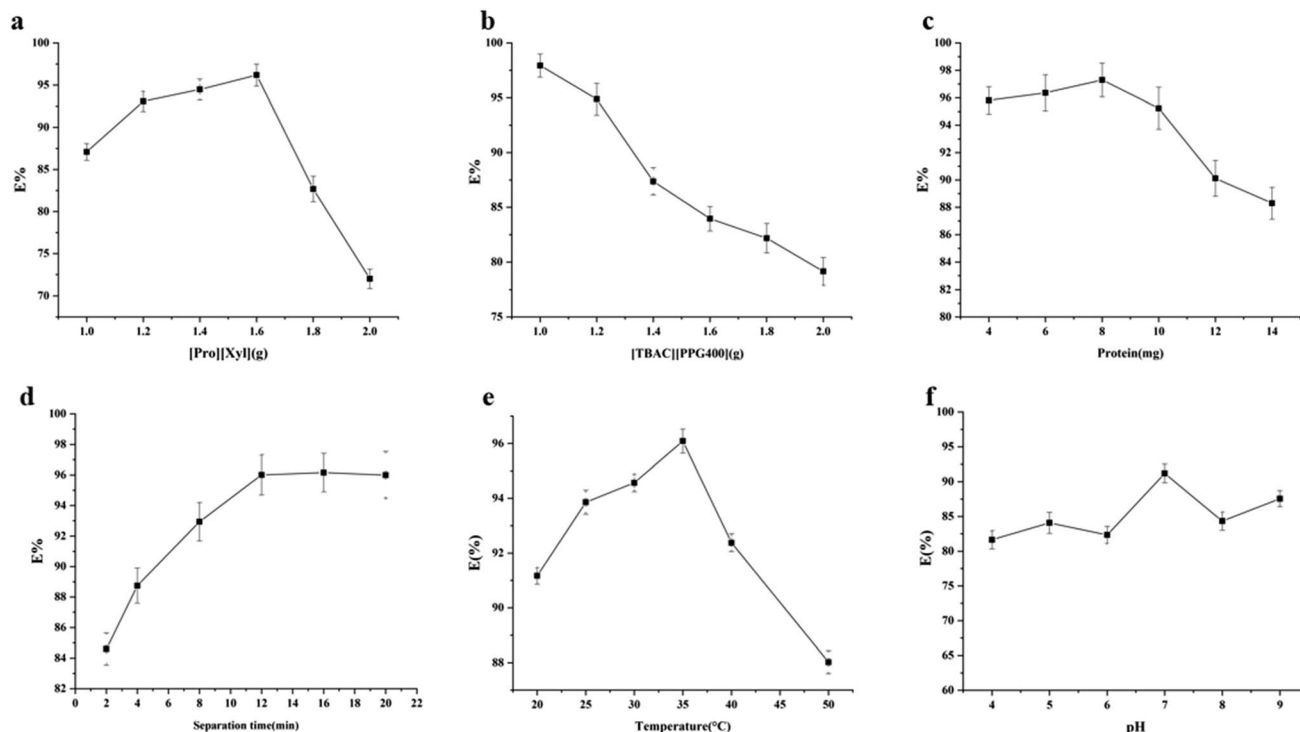 a
E%
100
95
90
85
80
75
70
1.0 1.2 1.4 1.6 1.8 2.0
[Pro][Xyl](g)
b
E%
100
95
90
85
80
75
1.0 1.2 1.4 1.6 1.8 2.0
[TBAC][PPG400](g)
c
E%
100
98
96
94
92
90
88
86
84
82
80
4 6 8 10 12 14
Protein(mg)
d
E%
100
98
96
94
92
90
88
86
84
82
0 2 4 6 8 10 12 14 16 18 20 22
Separation time(min)
e
E(%)
96
94
92
90
88
20 25 30 35 40 45 50
Temperature(°C)
f
E(%)
100
95
90
85
80
75
70
65
60
4 5 6 7 8 9
pH